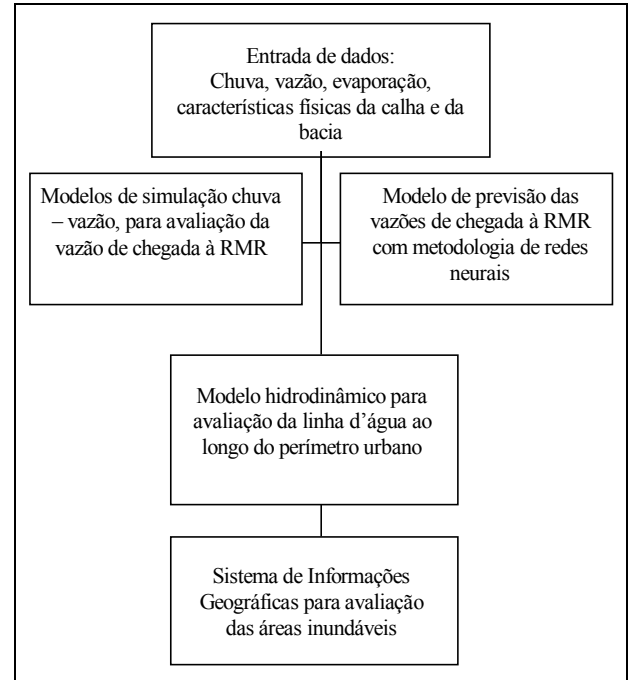 Entrada de dados:
Chuva, vazão, evaporação,
características físicas da calha e da
bacia
Modelos de simulação chuva
– vazão, para avaliação da
vazão de chegada à RMR
Modelo de previsão das
vazões de chegada à RMR
com metodologia de redes
neurais
Modelo hidrodinâmico para
avaliação da linha d’água ao
longo do perímetro urbano
Sistema de Informações
Geográficas para avaliação
das áreas inundáveis